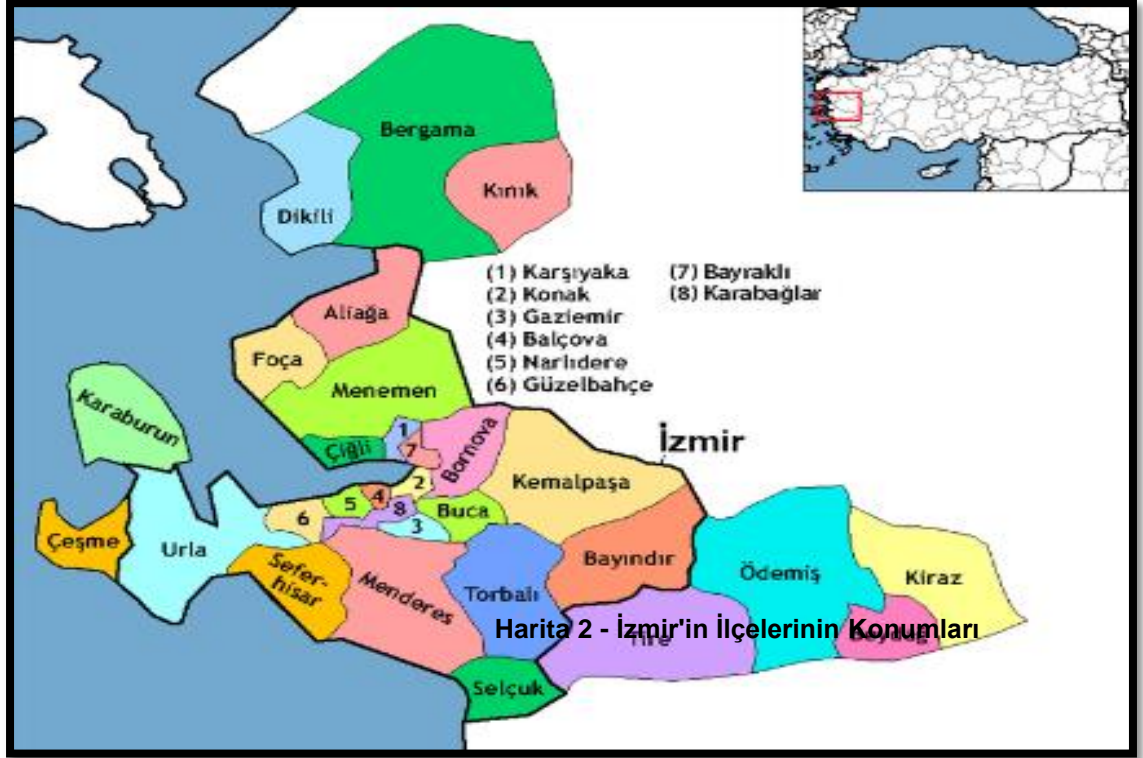 Bergama
Kınık
Dikili
(1) Karşıyaka (7) Bayraklı
(2) Konak (8) Karabağlar
(3) Gaziemir
(4) Balçova
(5) Narlıdere
(6) Güzelbahçe
Aliağa
Foça
Menemen
Karaburun
Çiğli
1
7
Bornova
İzmir
Kemalpaşa
2
4
5
8
6
3
Buca
Çeşme
Urla
Sefer-
hisar
Menderes
Torbalı
Bayındır
Ödemiş
Kiraz
Harita 2 - İzmir'in İlçelerinin Konumları
Tire
Beydağ
Selçuk